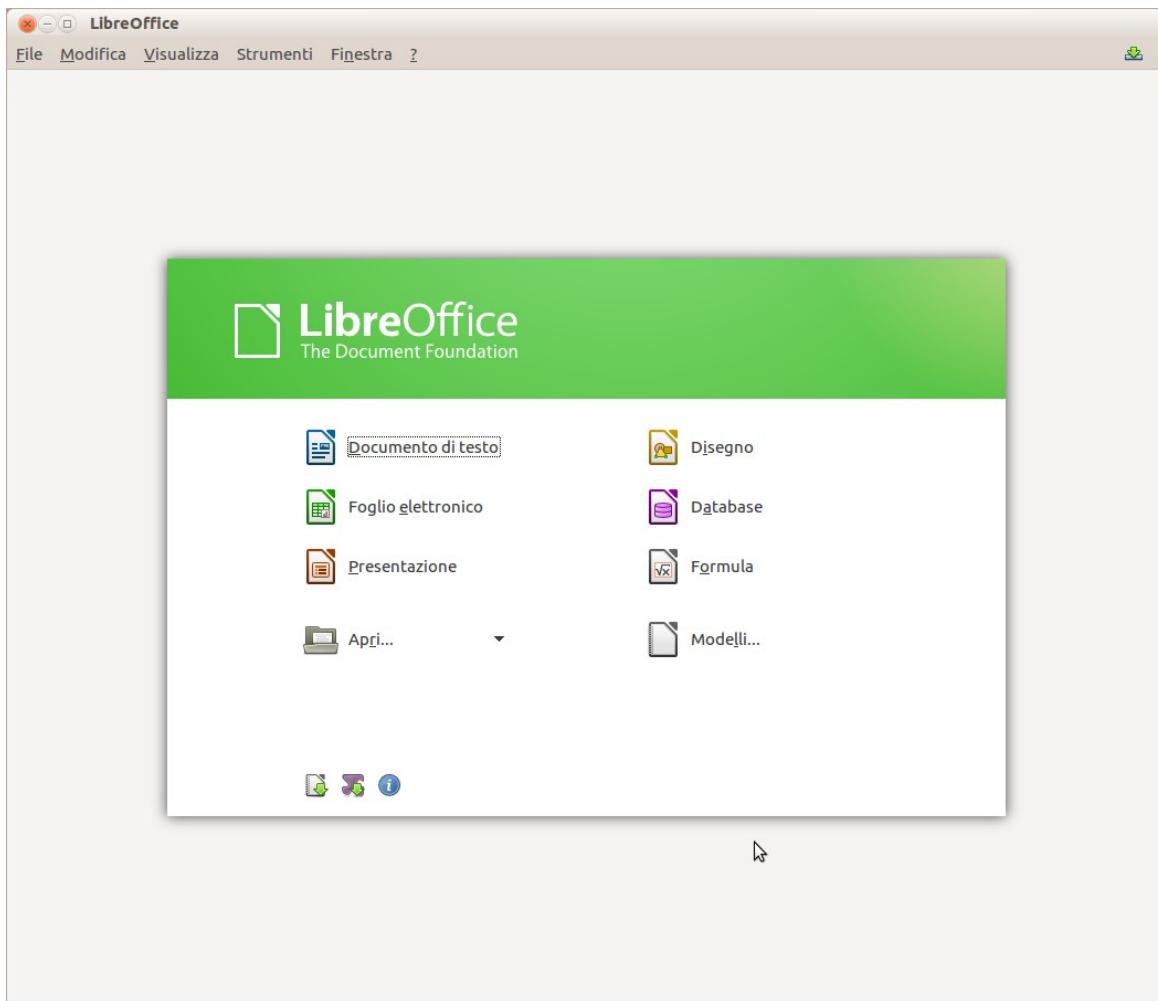 LibreOffice
File Modifica Visualizza Strumenti Finestra ?
LibreOffice
The Document Foundation
Documento di testo
Disegno
Foglio elettronico
Database
Presentazione
Formula
Apri...
Modelli...